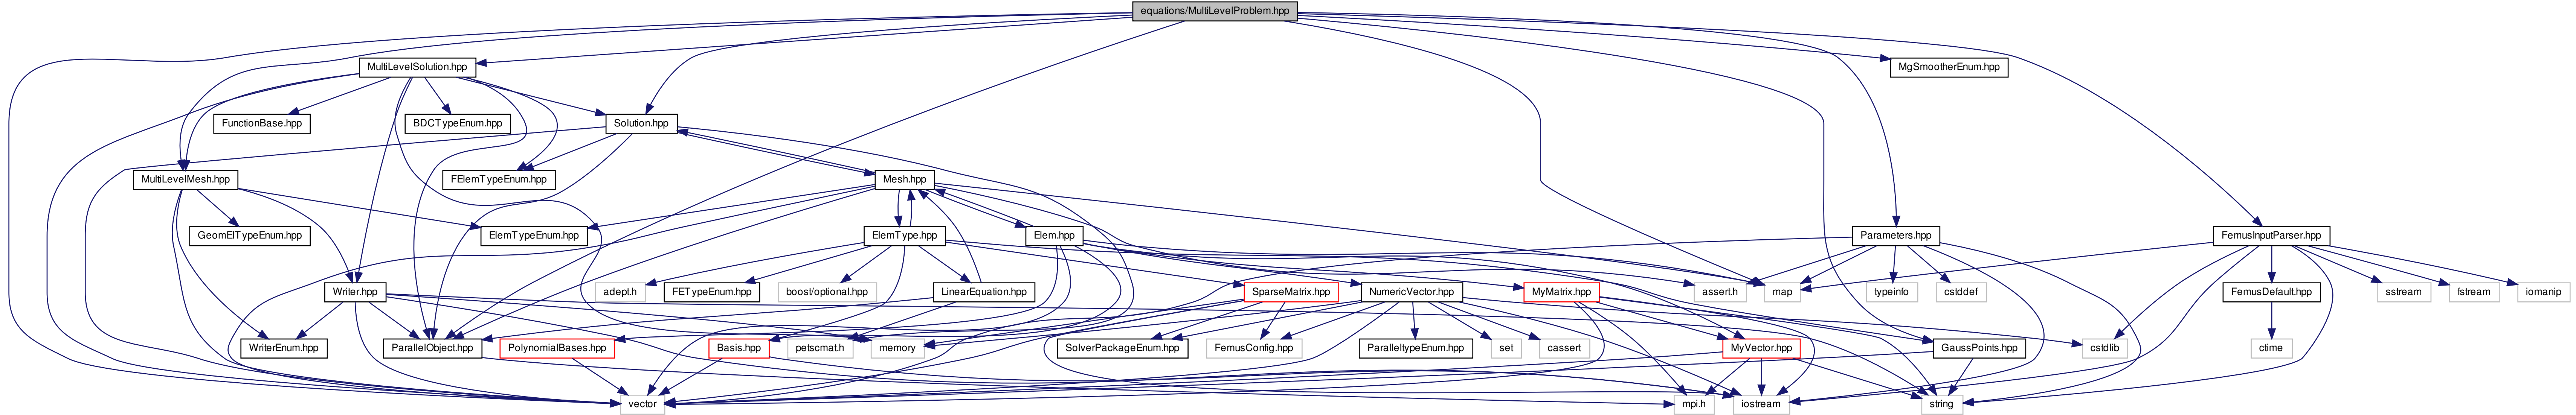 equations/MultiLevelProblem.hpp
MultiLevelSolution.hpp
MgSmootherEnum.hpp
FunctionBase.hpp
BDCTypeEnum.hpp
Solution.hpp
MultiLevelMesh.hpp
FElemTypeEnum.hpp
Mesh.hpp
GeomElTypeEnum.hpp
ElemTypeEnum.hpp
ElemType.hpp
Elem.hpp
Parameters.hpp
FemusInputParser.hpp
Writer.hpp
adept.h
FETypeEnum.hpp
boost/optional.hpp
LinearEquation.hpp
SparseMatrix.hpp
NumericVector.hpp
MyMatrix.hpp
assert.h
map
typeinfo
cstddef
FemusDefault.hpp
sstream
fstream
iomanip
WriterEnum.hpp
ParallelObject.hpp
PolynomialBases.hpp
Basis.hpp
petscmat.h
memory
SolverPackageEnum.hpp
FemusConfig.hpp
ParalleltypeEnum.hpp
set
cassert
MyVector.hpp
GaussPoints.hpp
cstdlib
ctime
vector
mpi.h
iostream
string